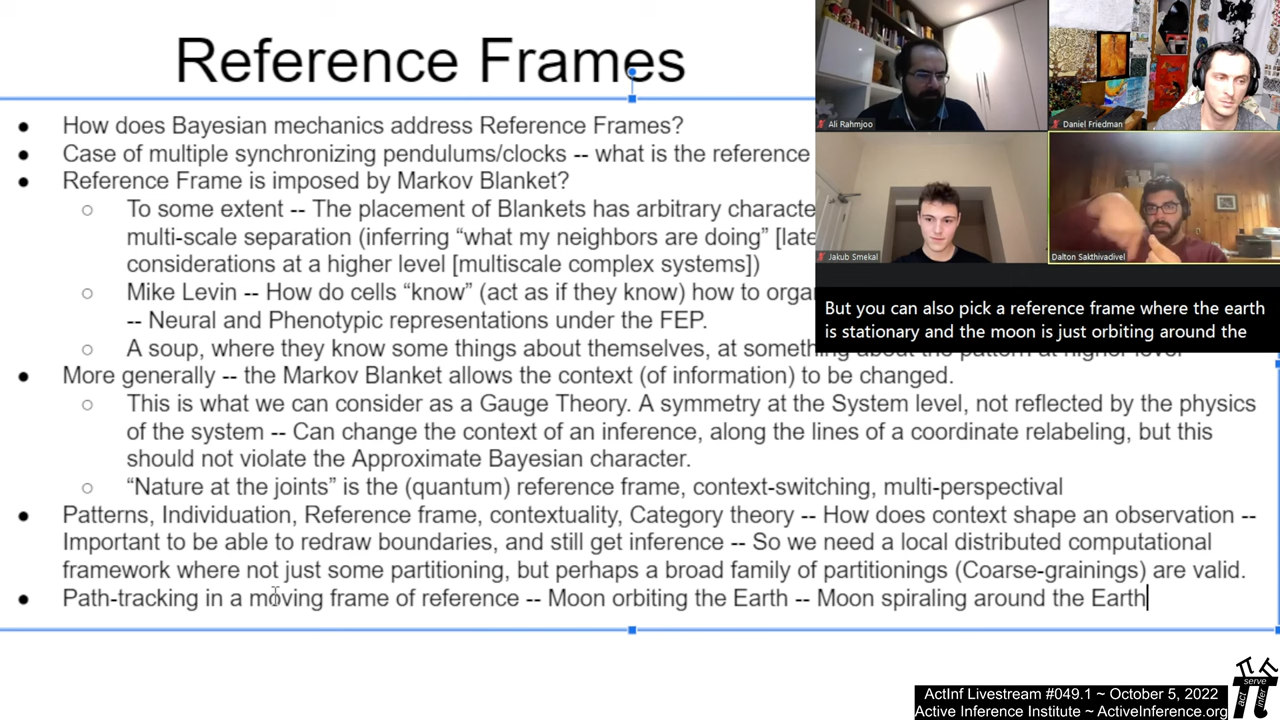 Reference Frames
● How does Bayesian mechanics address Reference Frames?
● Case of multiple synchronizing pendulums/clocks -- what is the reference
● Reference Frame is imposed by Markov Blanket?
○ To some extent -- The placement of Blankets has arbitrary characte
multi-scale separation (inferring “what my neighbors are doing” [late
considerations at a higher level [multiscale complex systems])
○ Mike Levin -- How do cells “know” (act as if they know) how to orga
-- Neural and Phenotypic representations under the FEP.
○ A soup, where they know some things about themselves, at something about the pattern at higher level
● More generally -- the Markov Blanket allows the context (of information) to be changed.
○ This is what we can consider as a Gauge Theory. A symmetry at the System level, not reflected by the physics
of the system -- Can change the context of an inference, along the lines of a coordinate relabeling, but this
should not violate the Approximate Bayesian character.
○ “Nature at the joints” is the (quantum) reference frame, context-switching, multi-perspectival
● Patterns, Individuation, Reference frame, contextuality, Category theory -- How does context shape an observation --
Important to be able to redraw boundaries, and still get inference -- So we need a local distributed computational
framework where not just some partitioning, but perhaps a broad family of partitionings (Coarse-grainings) are valid.
● Path-tracking in a moving frame of reference -- Moon orbiting the Earth -- Moon spiraling around the Earth
Ali Rahmjoo
Daniel Friedman
Jakub Smekal
Dalton Sakthivadivel
But you can also pick a reference frame where the earth
is stationary and the moon is just orbiting around the
ActInf Livestream #049.1 ~ October 5, 2022
Active Inference Institute ~ ActiveInference.org
serve
act
infer